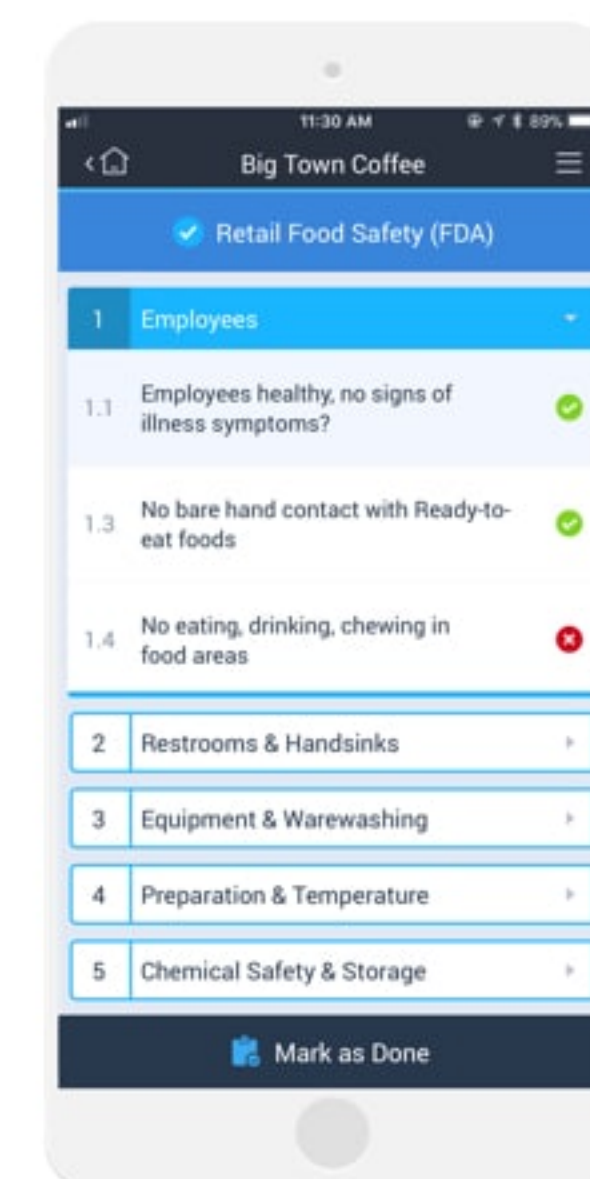 11:30 AM 89%
Big Town Coffee
Retail Food Safety (FDA)
1 Employees
1.1 Employees healthy, no signs of
illness symptoms?
1.3 No bare hand contact with Ready-to-
eat foods
1.4 No eating, drinking, chewing in
food areas
2 Restrooms & Handsinks
3 Equipment & Warewashing
4 Preparation & Temperature
5 Chemical Safety & Storage
Mark as Done